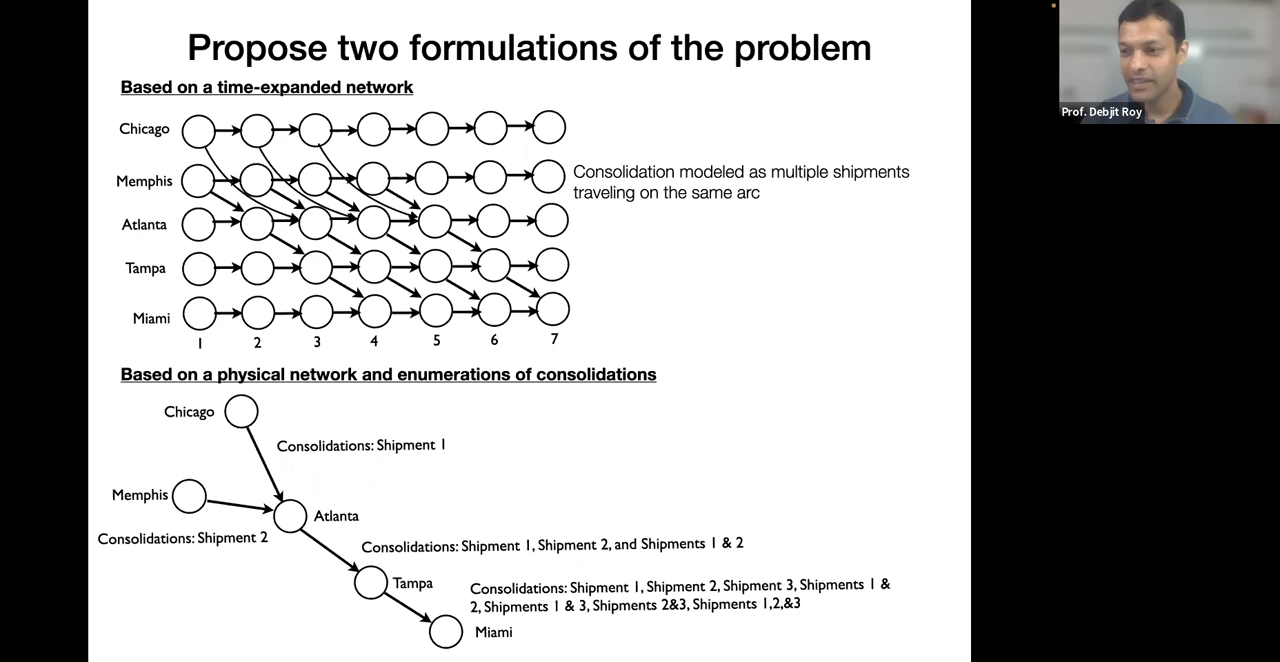 Propose two formulations of the problem
Based on a time-expanded network
Chicago
Memphis
Atlanta
Tampa
Miami
1 2 3 4 5 6 7
Consolidation modeled as multiple shipments
traveling on the same arc
Based on a physical network and enumerations of consolidations
Chicago
Consolidations: Shipment 1
Memphis
Atlanta
Consolidations: Shipment 2
Consolidations: Shipment 1, Shipment 2, and Shipments 1 & 2
Tampa
Consolidations: Shipment 1, Shipment 2, Shipment 3, Shipments 1 &
2, Shipments 1 & 3, Shipments 2&3, Shipments 1,2,&3
Miami
Prof. Debjit Roy